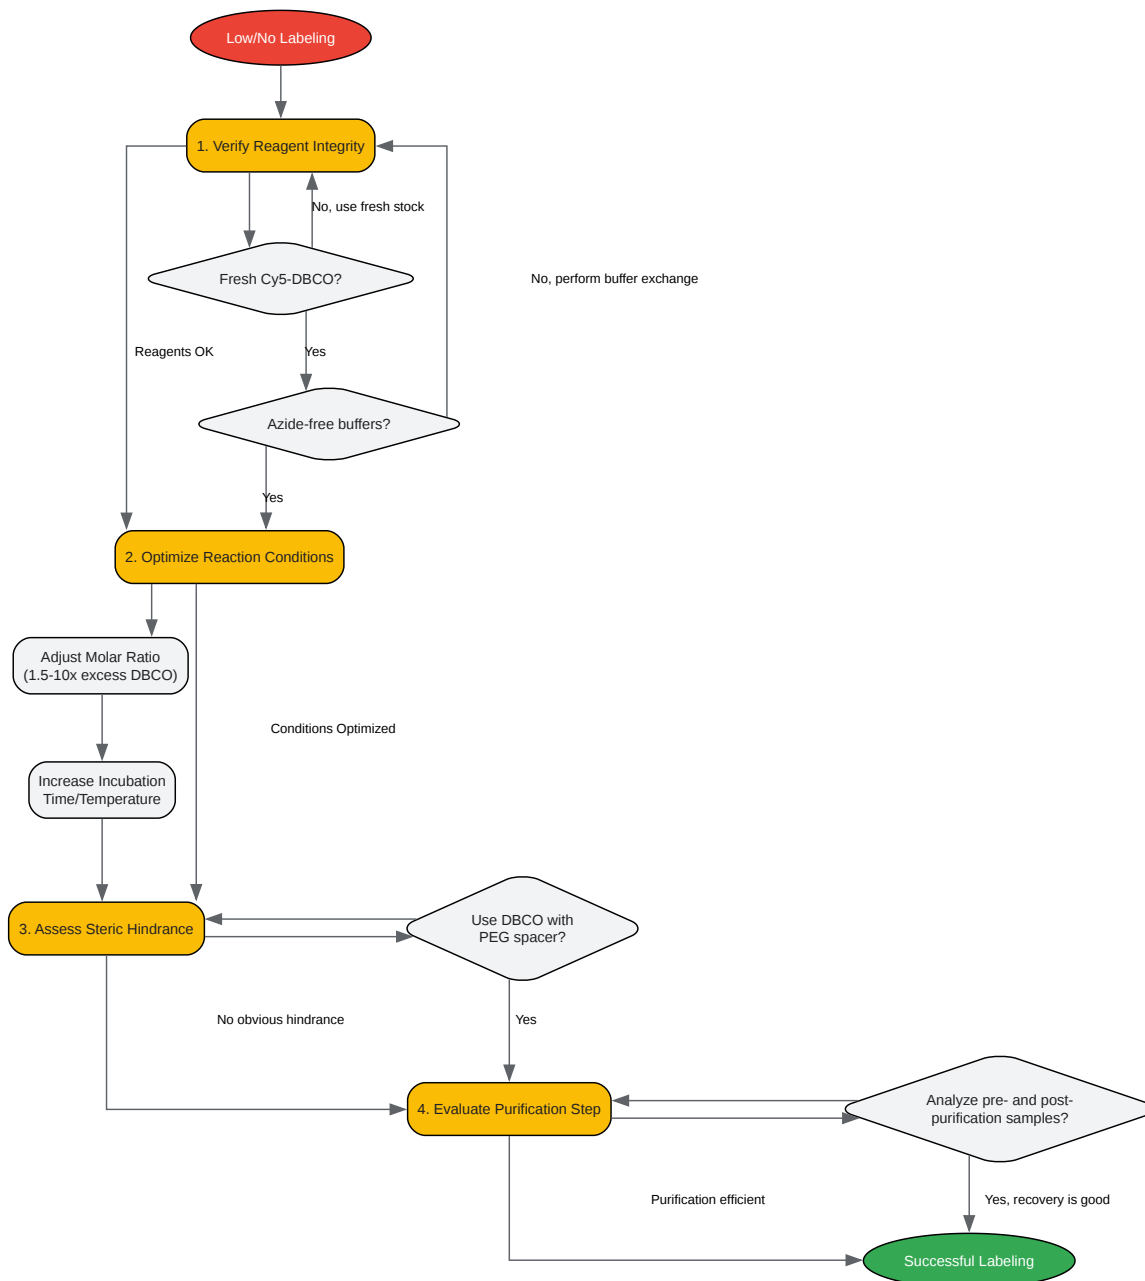 Low/No Labeling
1. Verify Reagent Integrity
No, use fresh stock
Fresh Cy5-DBCO?
No, perform buffer exchange
Reagents OK
Yes
Azide-free buffers?
Yes
2. Optimize Reaction Conditions
Adjust Molar Ratio
(1.5-10x excess DBCO)
Conditions Optimized
Increase Incubation
Time/Temperature
3. Assess Steric Hindrance
Use DBCO with
PEG spacer?
No obvious hindrance
Yes
4. Evaluate Purification Step
Analyze pre- and post-
purification samples?
Purification efficient
Yes, recovery is good
Successful Labeling